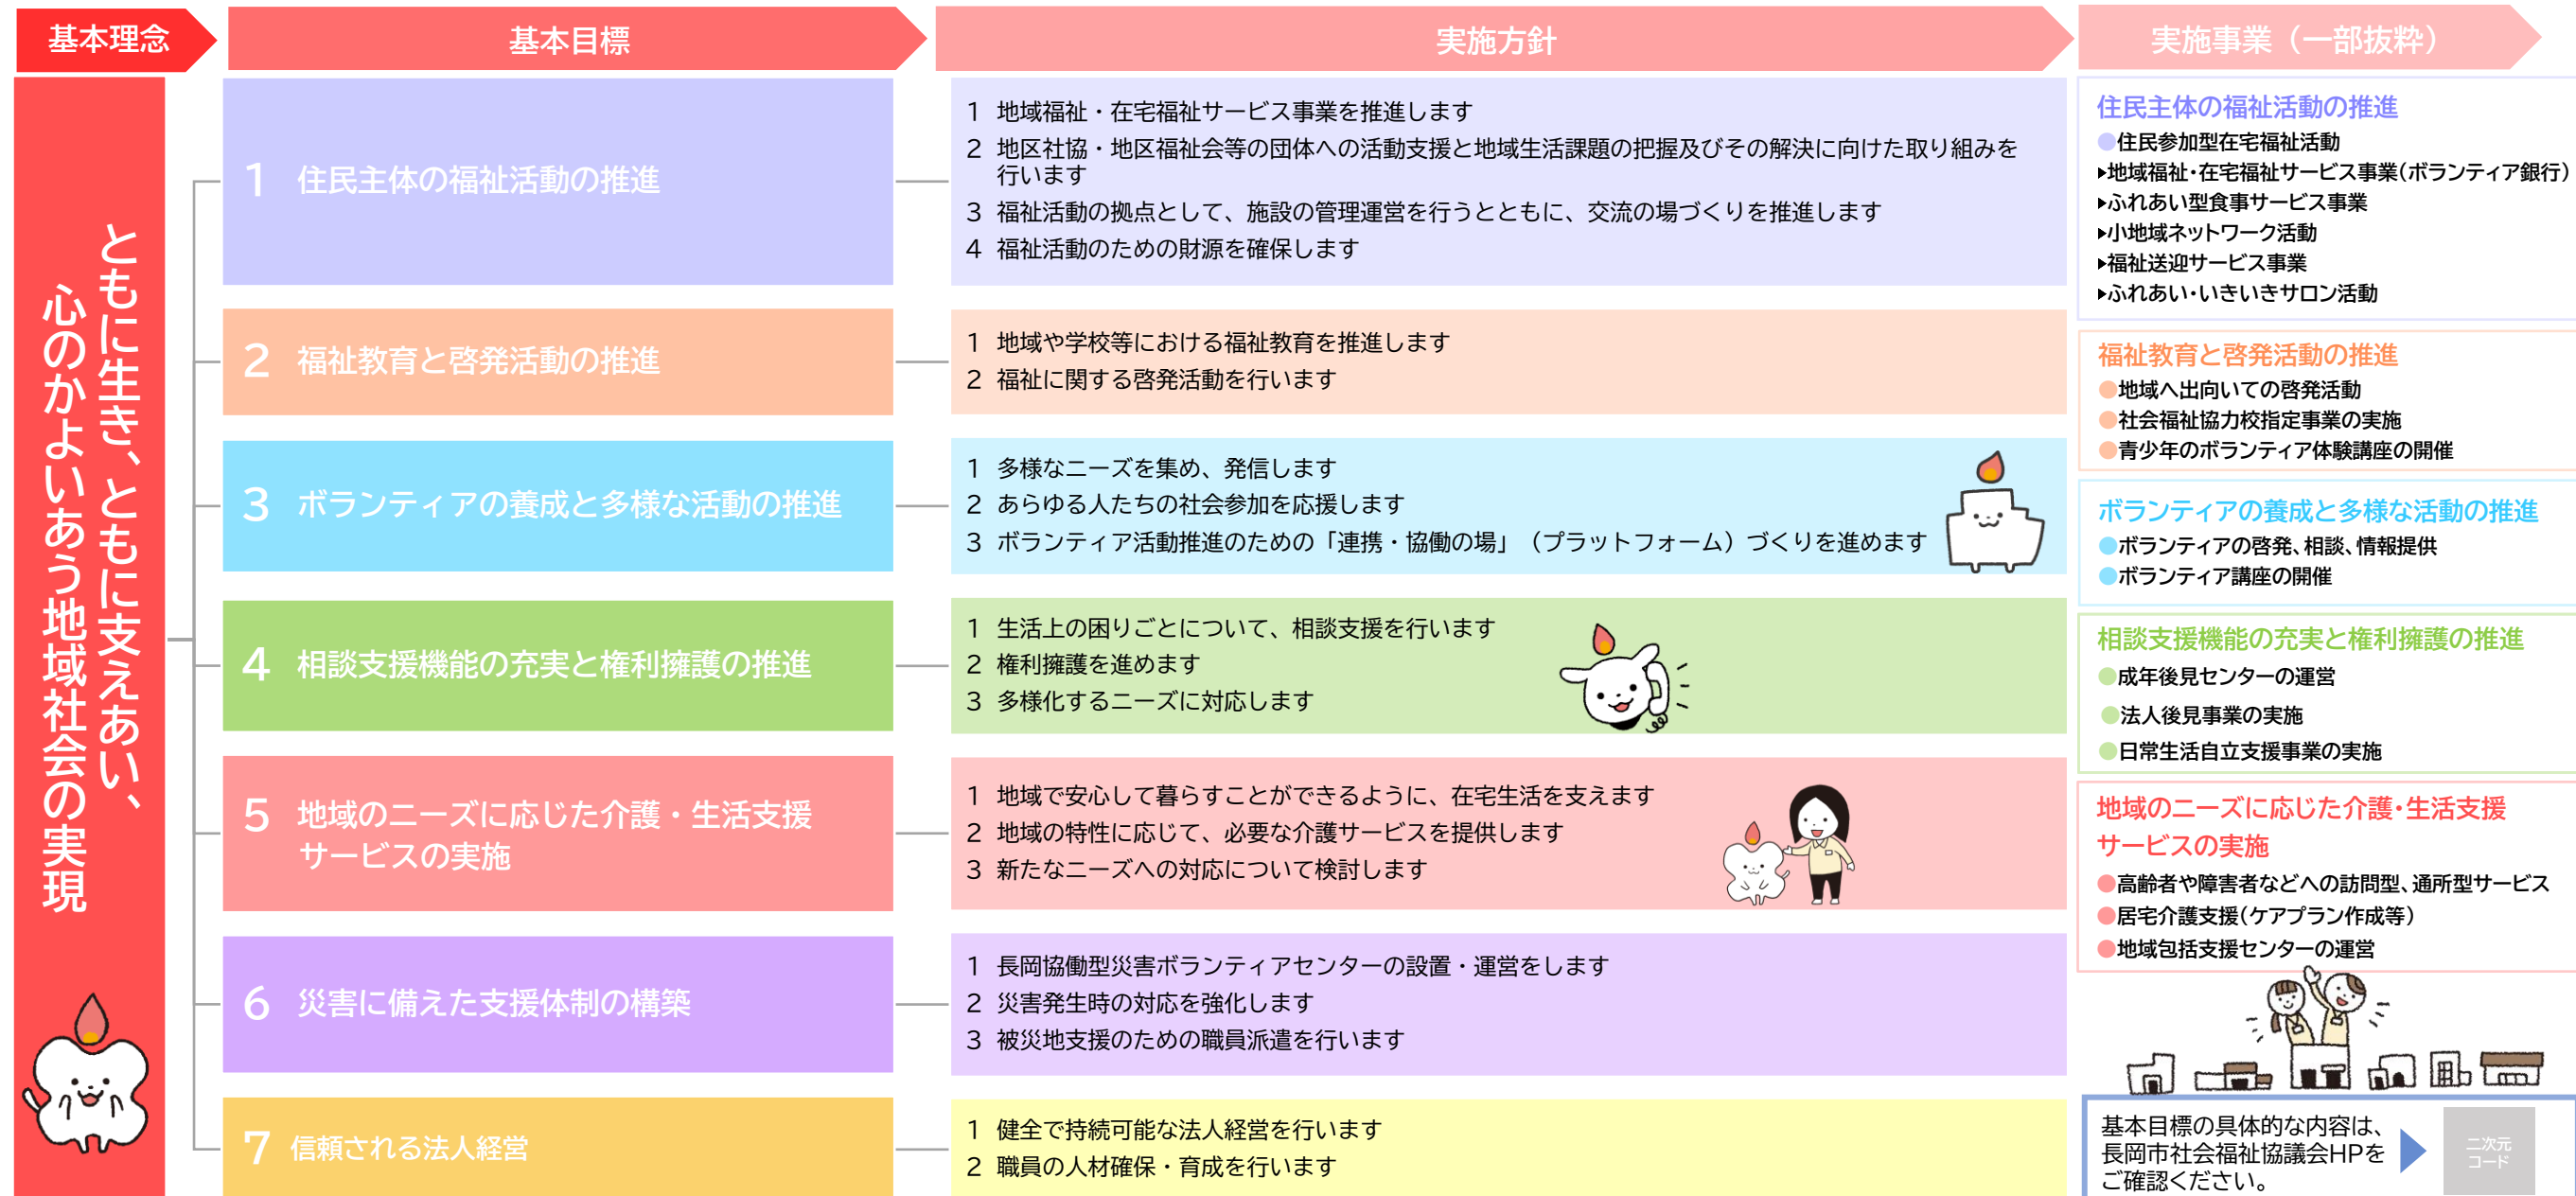 基本理念
基本目標
実施方針
実施事業（一部抜粋）
ともに生き、ともに支えあい、
心のかよいあう地域社会の実現
1 住民主体の福祉活動の推進
1 地域福祉・在宅福祉サービス事業を推進します
2 地区社協・地区福祉会等の団体への活動支援と地域生活課題の把握及びその解決に向けた取り組みを
行います
3 福祉活動の拠点として、施設の管理運営を行うとともに、交流の場づくりを推進します
4 福祉活動のための財源を確保します
2 福祉教育と啓発活動の推進
1 地域や学校等における福祉教育を推進します
2 福祉に関する啓発活動を行います
3 ボランティアの養成と多様な活動の推進
1 多様なニーズを集め、発信します
2 あらゆる人たちの社会参加を応援します
3 ボランティア活動推進のための「連携・協働の場」（プラットフォーム）づくりを進めます
4 相談支援機能の充実と権利擁護の推進
1 生活上の困りごとについて、相談支援を行います
2 権利擁護を進めます
3 多様化するニーズに対応します
5 地域のニーズに応じた介護・生活支援
サービスの実施
1 地域で安心して暮らすことができるように、在宅生活を支えます
2 地域の特性に応じて、必要な介護サービスを提供します
3 新たなニーズへの対応について検討します
6 災害に備えた支援体制の構築
1 長岡協働型災害ボランティアセンターの設置・運営をします
2 災害発生時の対応を強化します
3 被災地支援のための職員派遣を行います
7 信頼される法人経営
1 健全で持続可能な法人経営を行います
2 職員の人材確保・育成を行います
住民主体の福祉活動の推進
●住民参加型在宅福祉活動
▸地域福祉・在宅福祉サービス事業（ボランティア銀行）
▸ふれあい型食事サービス事業
▸小地域ネットワーク活動
▸福祉送迎サービス事業
▸ふれあい・いきいきサロン活動
福祉教育と啓発活動の推進
●地域へ出向いての啓発活動
●社会福祉協力校指定事業の実施
●青少年のボランティア体験講座の開催
ボランティアの養成と多様な活動の推進
●ボランティアの啓発、相談、情報提供
●ボランティア講座の開催
相談支援機能の充実と権利擁護の推進
●成年後見センターの運営
●法人後見事業の実施
●日常生活自立支援事業の実施
地域のニーズに応じた介護・生活支援
サービスの実施
●高齢者や障害者などへの訪問型、通所型サービス
●居宅介護支援（ケアプラン作成等）
●地域包括支援センターの運営
基本目標の具体的な内容は、
長岡市社会福祉協議会HPを
ご確認ください。
二次元
コード